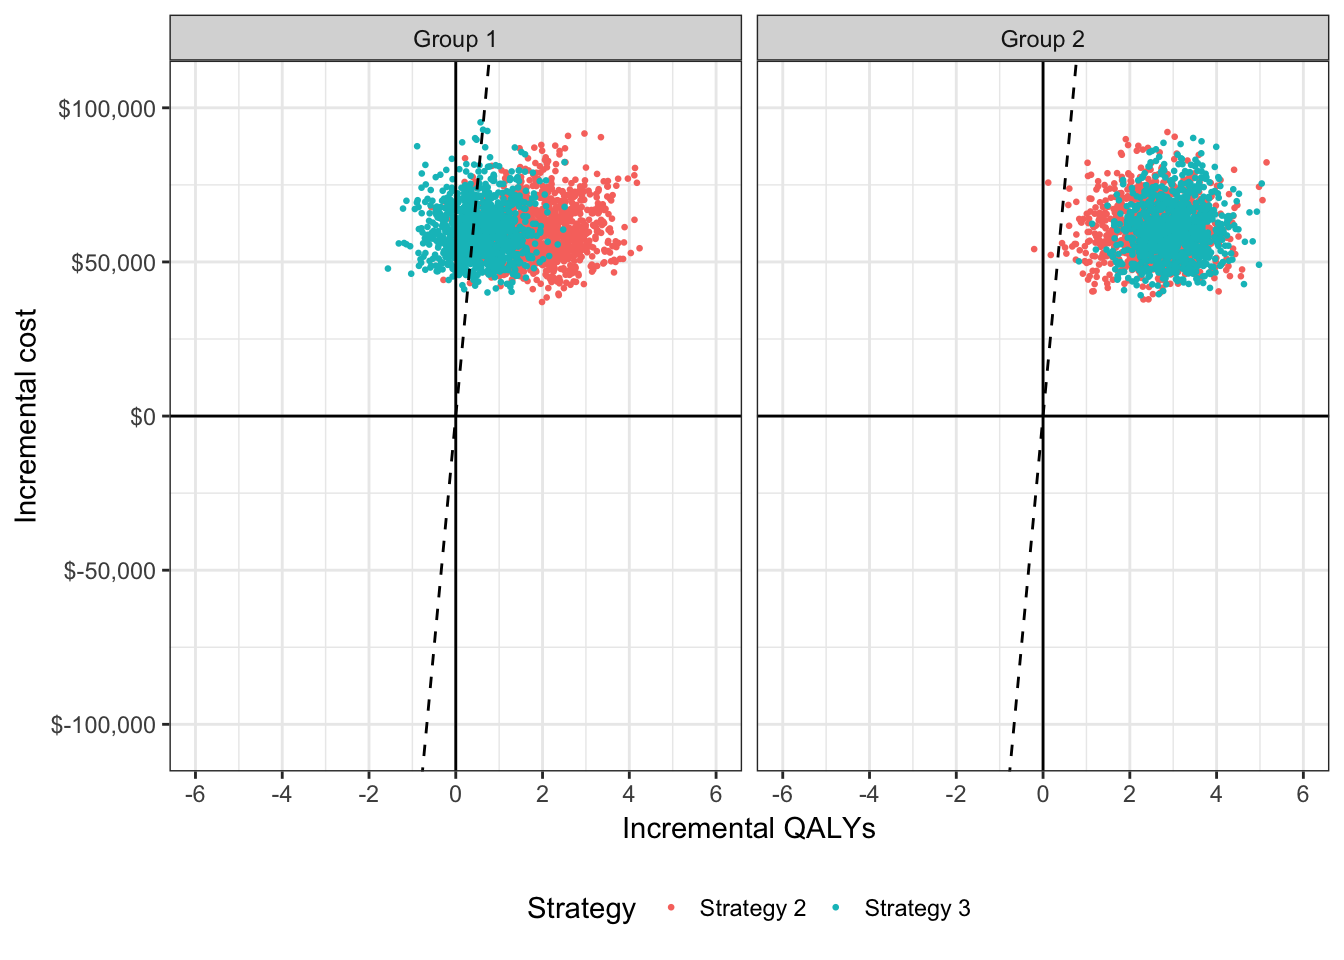 Group 1 Group 2
$100,000
$50,000
$0
$-50,000
$-100,000
Incremental cost
-6 -4 -2 0 2 4 6 -6 -4 -2 0 2 4 6
Incremental QALYs
Strategy Strategy 2 Strategy 3